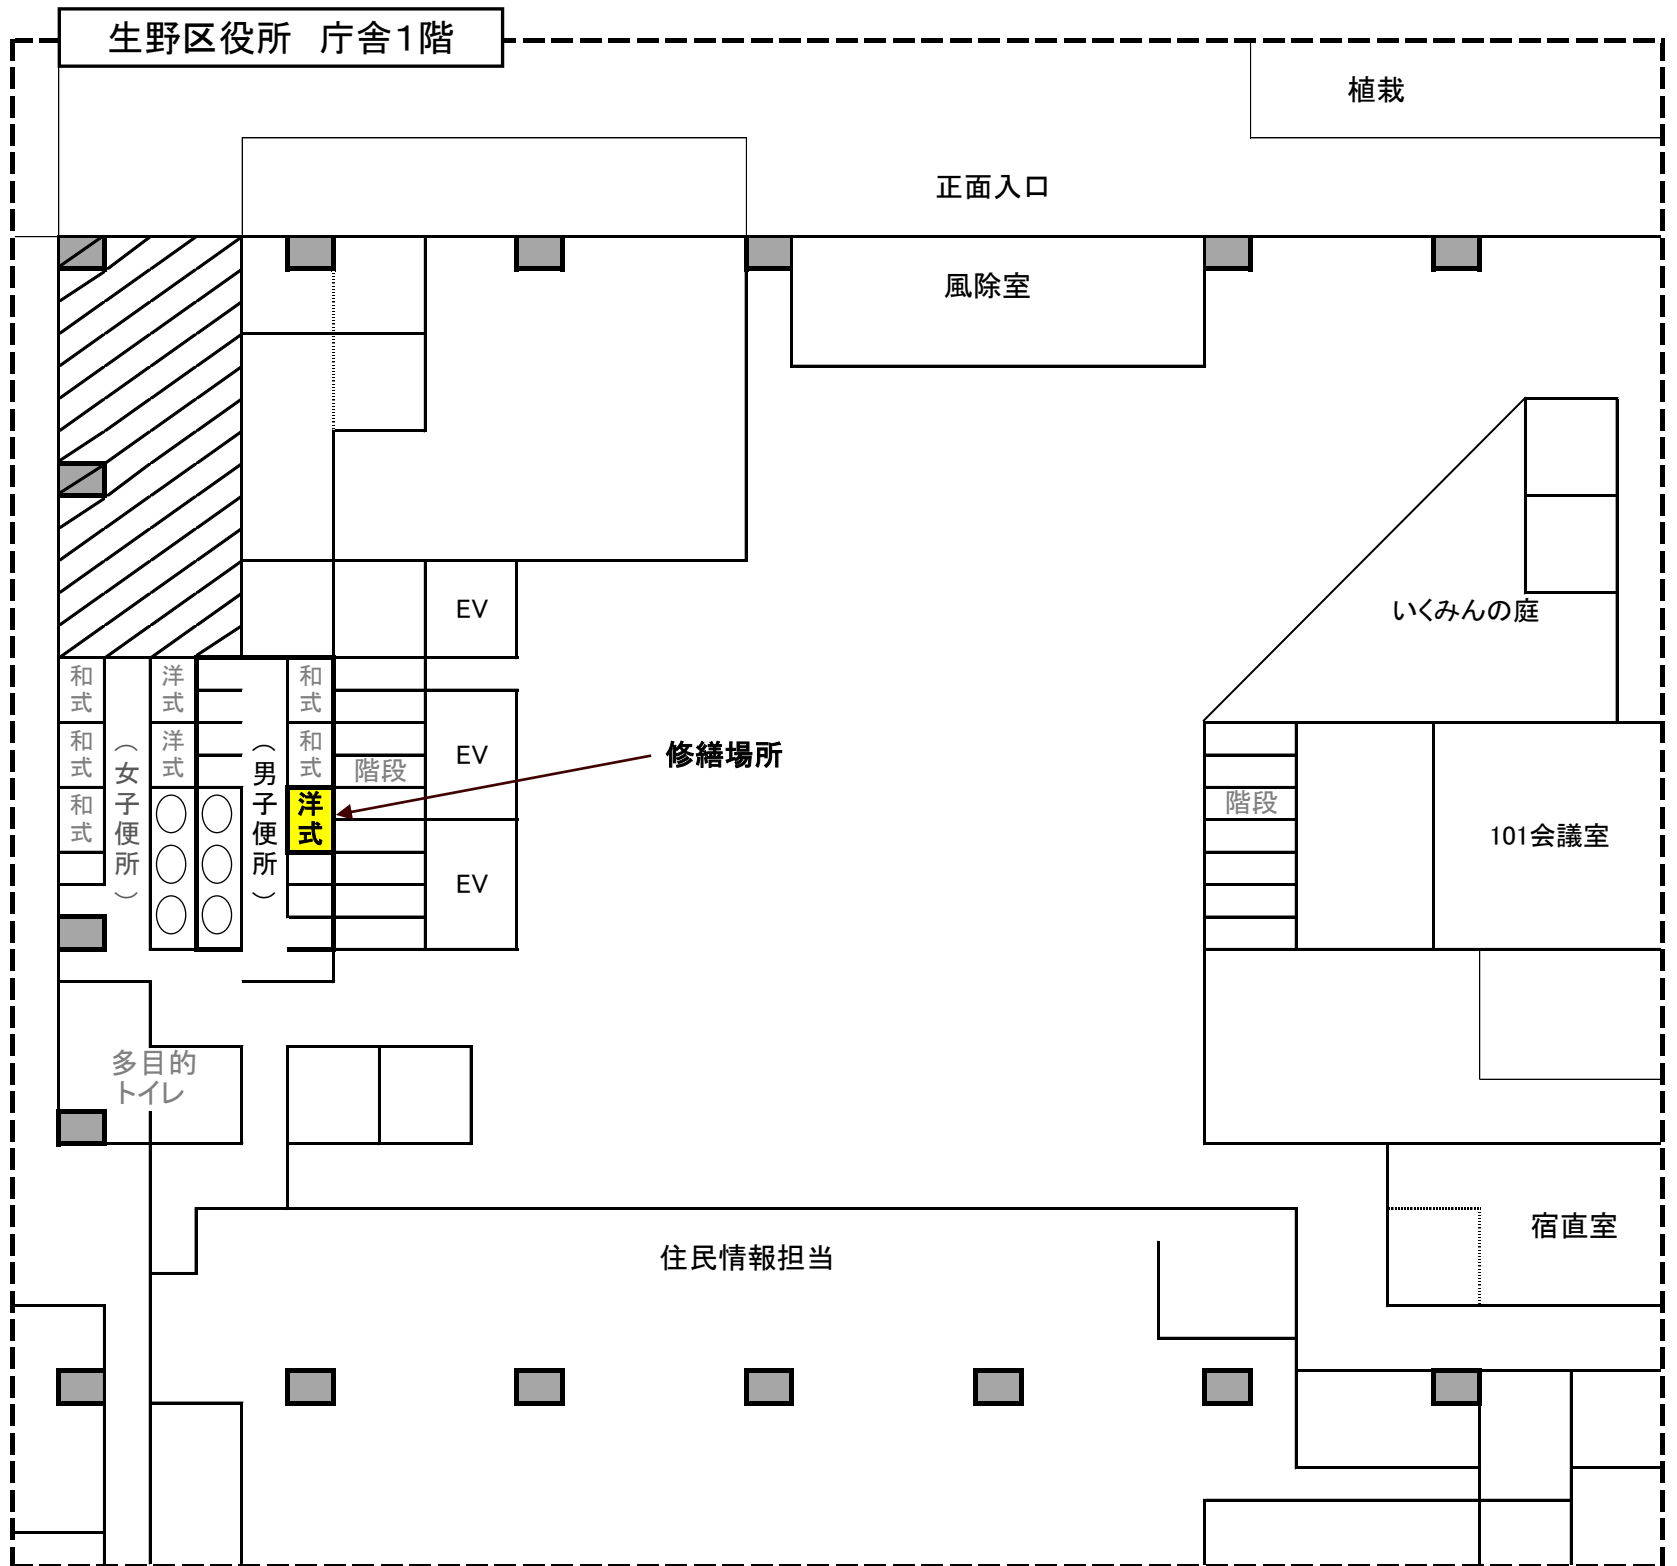 生野区役所　庁舎1階
植栽
正面入口
風除室
いくみんの庭
EV
和式
洋式
和式
和式
洋式
和式
和式
洋式
（女子便所）
（男子便所）
階段
EV
EV
修繕場所
階段
101会議室
多目的
トイレ
宿直室
住民情報担当